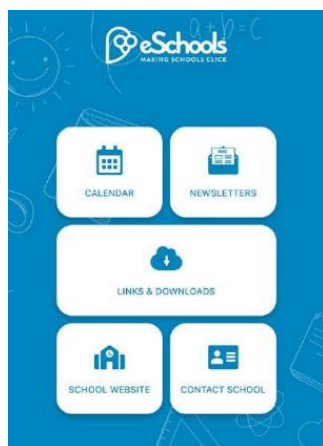 a+b=C
eSchools
MAKING SCHOOLS CLICK
CALENDAR
NEWSLETTERS
LINKS & DOWNLOADS
SCHOOL WEBSITE
CONTACT SCHOOL